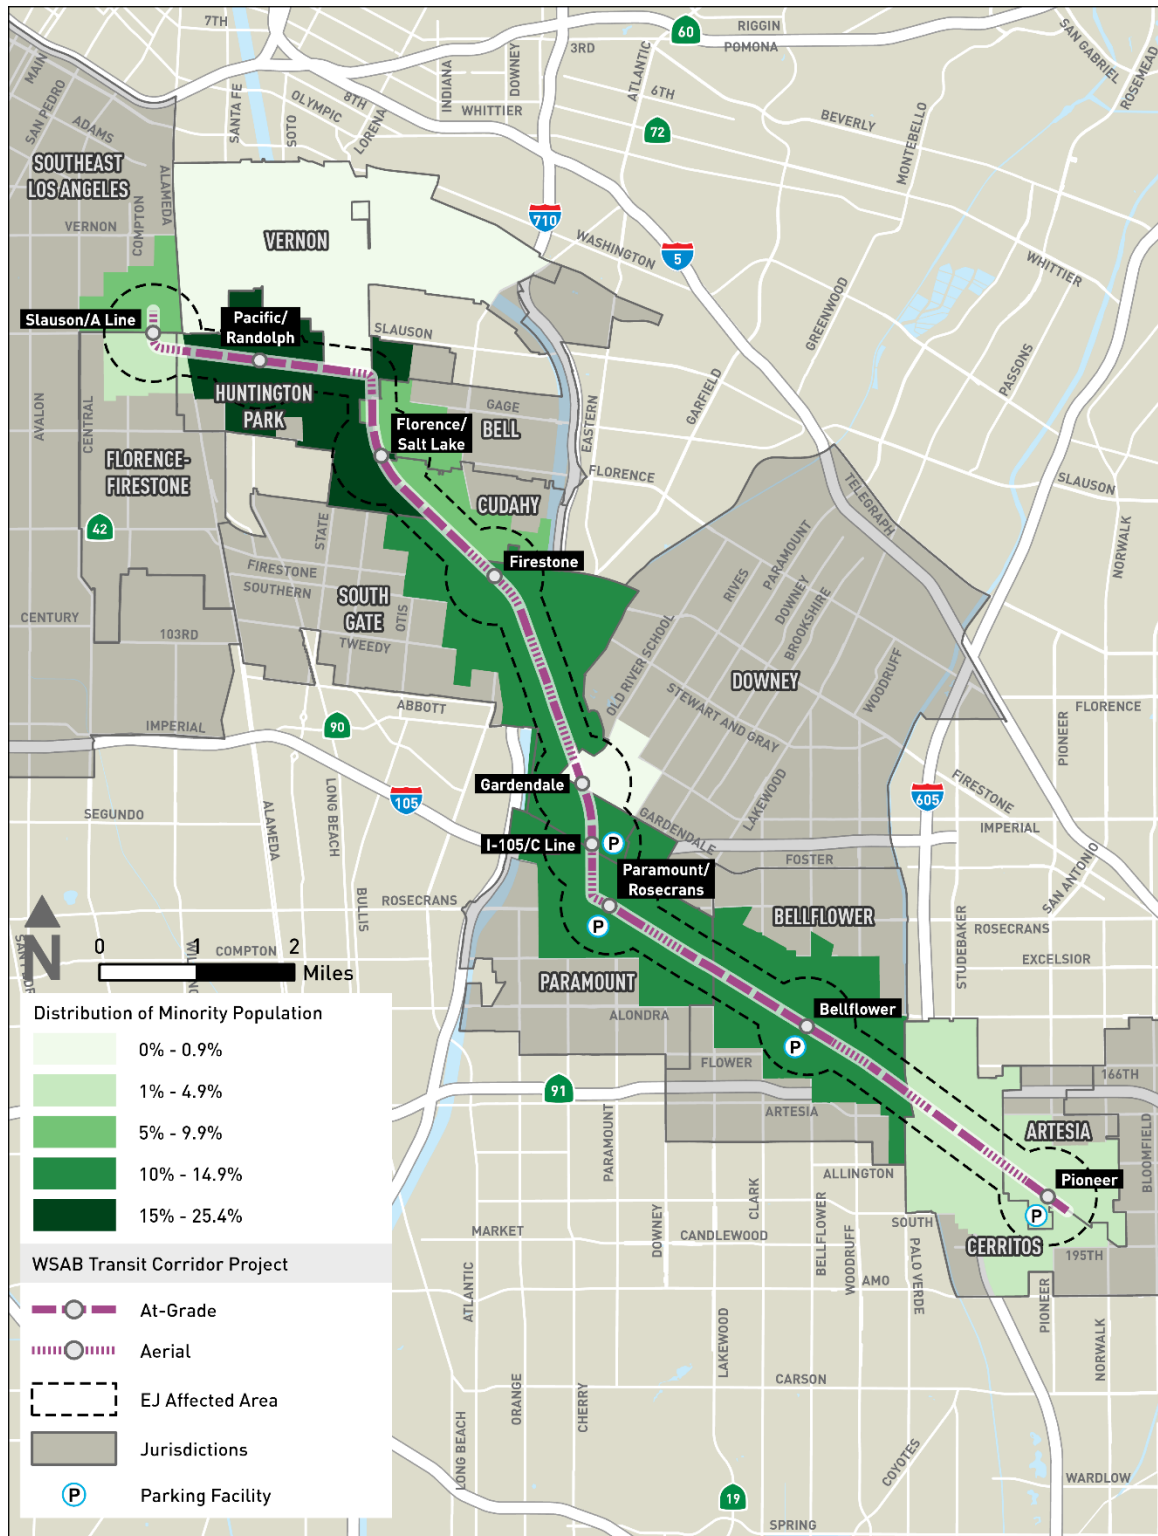 7TH
RIGGIN
60
POMONA
3RD
SAN GABRIEL
ROSEMEAD
MAIN
SAN PEDRO
ADAMS
SANTA FE
OLYMPIC
8TH
SOTO
LORENA
INDIANA
DOWNEY
WHITTIER
ATLANTIC
6TH
72
BEVERLY
MONTEBELLO
SOUTHEAST
LOS ANGELES
ALAMEDA
COMPTON
VERNON
VERNON
710
WASHINGTON
5
WHITTIER
GREENWOOD
PASSONS
Slauson/A Line
Pacific/
Randolph
SLAUSON
HUNTINGTON
PARK
GAGE
BELL
Florence/
Salt Lake
EASTERN
GARFIELD
AVALON
CENTRAL
FLORENCE-
FIRESTONE
FLORENCE
SLAUSON
TELEGRAPH
NORWALK
CUDAHY
42
STATE
FIRESTONE
SOUTHERN
Firestone
SOUTH
GATE
OTIS
TWEEDY
CENTURY
103RD
RIVES
PARAMOUNT
DOWNEY
BROOKSHIRE
OLD RIVER SCHOOL
DOWNEY
WOODRUFF
STEWART AND GRAY
IMPERIAL
90
ABBOTT
PIONEER
FLORENCE
Gardendale
LAKEWOOD
GARDENDALE
105
605
FIRESTONE
IMPERIAL
SEGUNDO
ALAMEDA
LONG BEACH
I-105/C Line
P
FOSTER
Paramount/
Rosecrans
SAN ANTONIO
BULLIS
ROSECRANS
P
BELLFLOWER
STUDEBAKER
ROSECRANS
N
0 1 2
Miles
COMPTON
EXCELSIOR
PARAMOUNT
ALONDRA
Bellflower
P
FLOWER
91
ARTESIA
166TH
PARAMOUNT
ARTESIA
BLOOMFIELD
ALLINGTON
Pioneer
P
CERRITOS
195TH
SOUTH
MARKET
DOWNEY
CLARK
CANDLEWOOD
BELLFLOWER
WOODRUFF
PALO VERDE
AMO
ATLANTIC
PIONEER
NORWALK
LAKEWOOD
CARSON
ORANGE
CHERRY
LONG BEACH
COYOTES
WARDLOW
19
SPRING
Distribution of Minority Population
0% - 0.9%
1% - 4.9%
5% - 9.9%
10% - 14.9%
15% - 25.4%
WSAB Transit Corridor Project
At-Grade
Aerial
EJ Affected Area
Jurisdictions
P Parking Facility